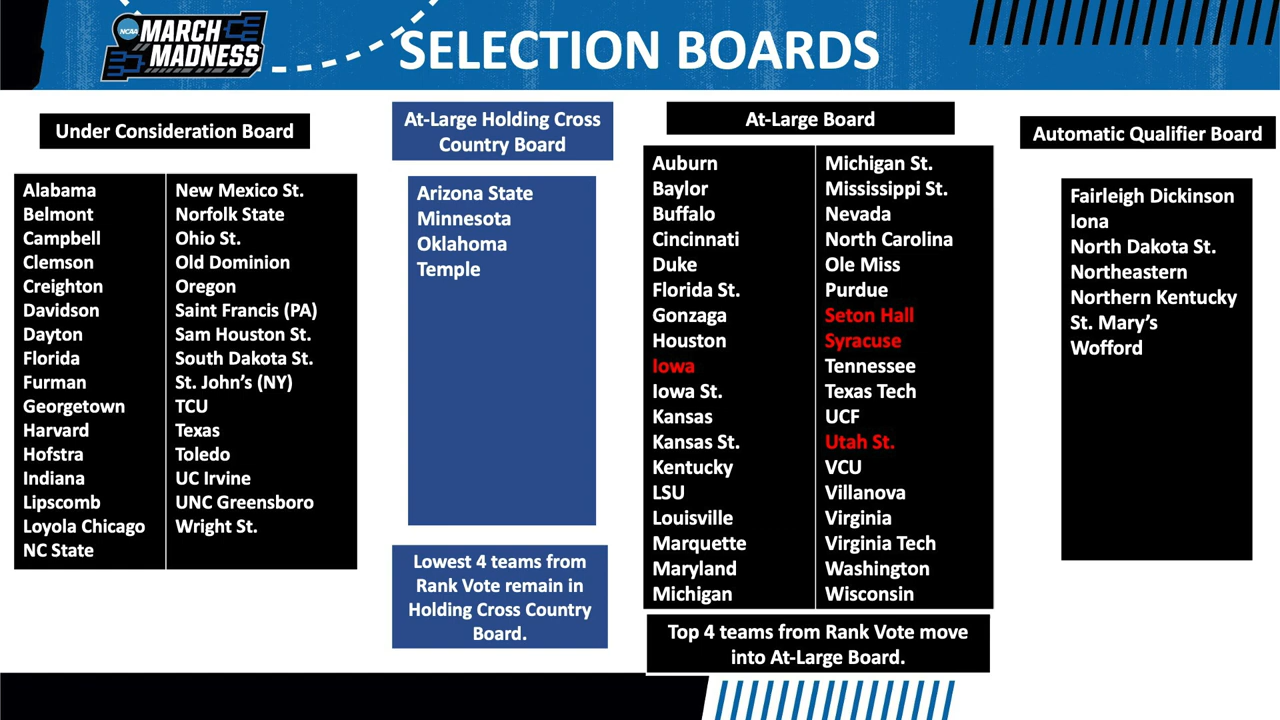 NCAA
MARCH
MADNESS
SELECTION BOARDS
Under Consideration Board
Alabama
Belmont
Campbell
Clemson
Creighton
Davidson
Dayton
Florida
Furman
Georgetown
Harvard
Hofstra
Indiana
Lipscomb
Loyola Chicago
NC State
New Mexico St.
Norfolk State
Ohio St.
Old Dominion
Oregon
Saint Francis (PA)
Sam Houston St.
South Dakota St.
St. John's (NY)
TCU
Texas
Toledo
UC Irvine
UNC Greensboro
Wright St.
At-Large Holding Cross
Country Board
Arizona State
Minnesota
Oklahoma
Temple
Lowest 4 teams from
Rank Vote remain in
Holding Cross Country
Board.
At-Large Board
Auburn
Baylor
Buffalo
Cincinnati
Duke
Florida St.
Gonzaga
Houston
Iowa
Iowa St.
Kansas
Kansas St.
Kentucky
LSU
Louisville
Marquette
Maryland
Michigan
Michigan St.
Mississippi St.
Nevada
North Carolina
Ole Miss
Purdue
Seton Hall
Syracuse
Tennessee
Texas Tech
UCF
Utah St.
VCU
Villanova
Virginia
Virginia Tech
Washington
Wisconsin
Top 4 teams from Rank Vote move
into At-Large Board.
Automatic Qualifier Board
Fairleigh Dickinson
Iona
North Dakota St.
Northeastern
Northern Kentucky
St. Mary's
Wofford